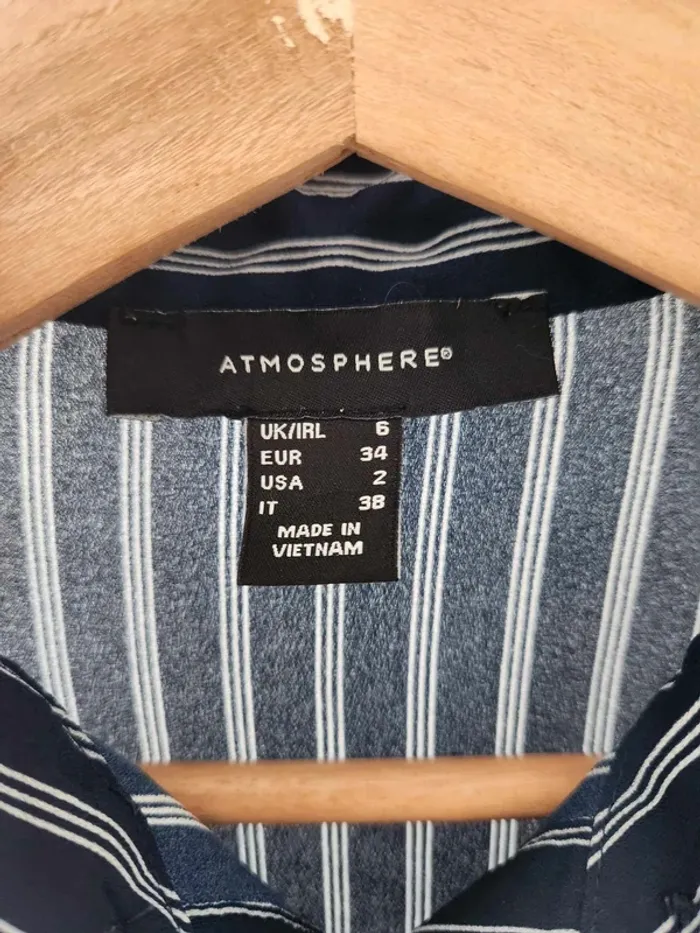 ATMOSPHERE®
UK/IRL 6
EUR 34
USA 2
IT 38
MADE IN
VIETNAM